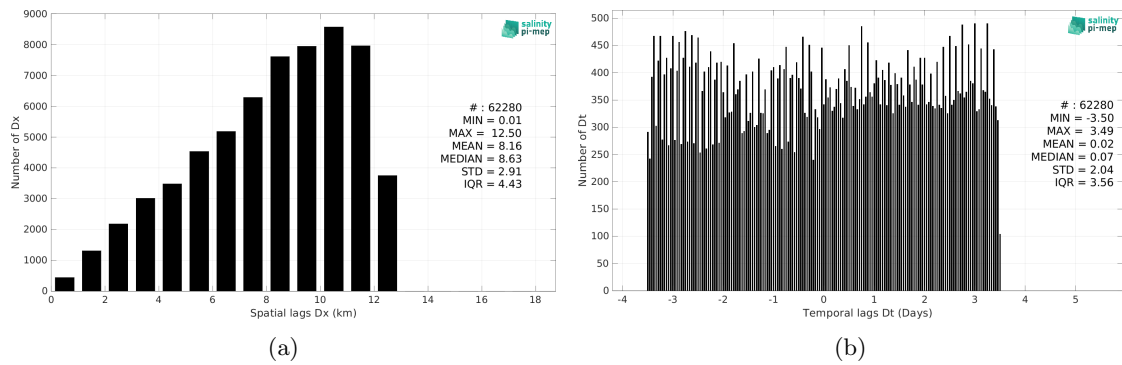 9000
8000
7000
6000
5000
4000
3000
2000
1000
0
Number of Dx
0 2 4 6 8 10 12 14 16 18
Spatial lags Dx (km)
salinity
pi-mep
# : 62280
MIN = 0.01
MAX = 12.50
MEAN = 8.16
MEDIAN = 8.63
STD = 2.91
IQR = 4.43
(a)
500
450
400
350
300
250
200
150
100
50
0
Number of Dt
-4 -3 -2 -1 0 1 2 3 4 5
Temporal lags Dt (Days)
salinity
pi-mep
# : 62280
MIN = -3.50
MAX = 3.49
MEAN = 0.02
MEDIAN = 0.07
STD = 2.04
IQR = 3.56
(b)